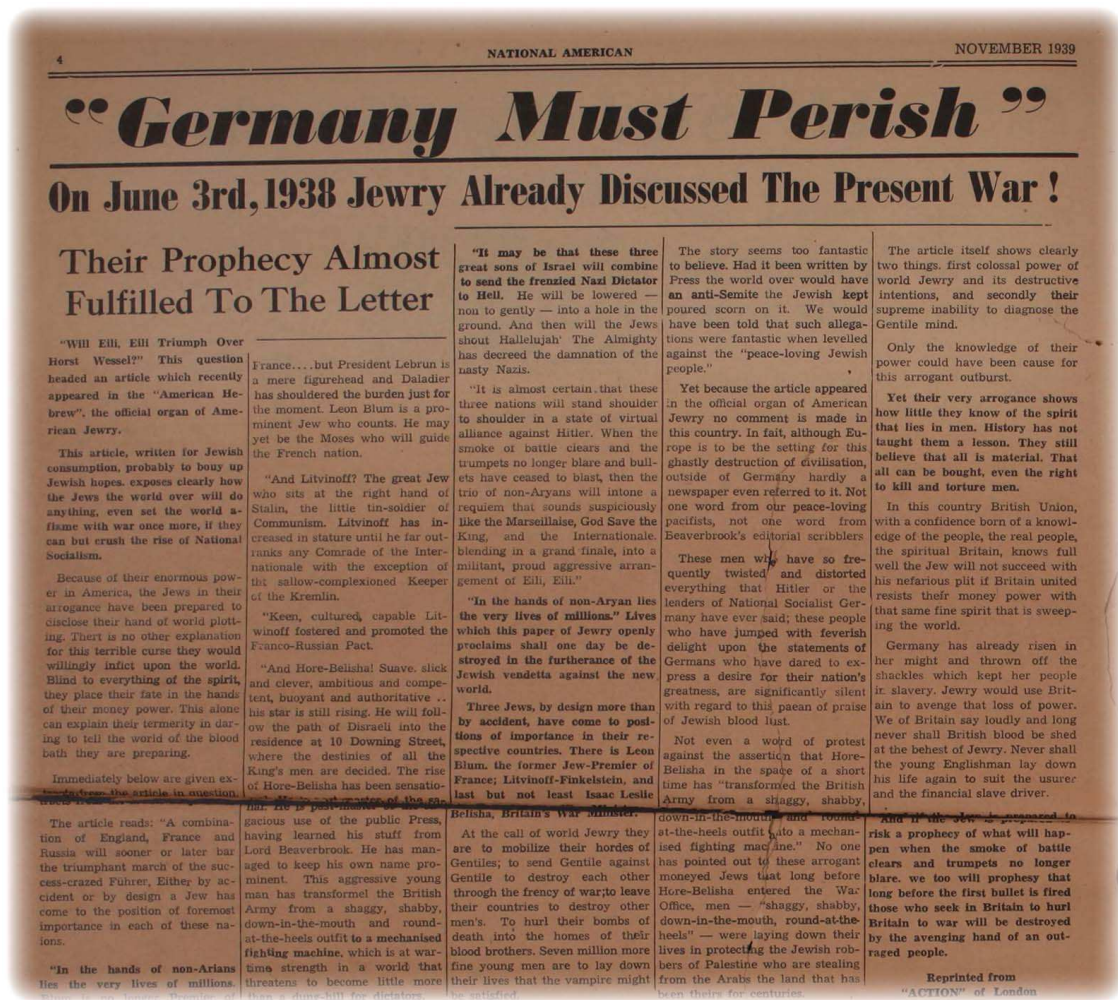 4
NATIONAL AMERICAN
NOVEMBER 1939
"Germany Must Perish"
On June 3rd, 1938 Jewry Already Discussed The Present War !
Their Prophecy Almost
Fulfilled To The Letter
"Will Eili, Eili Triumph Over
Horst Wessel?" This question
headed an article which recently
appeared in the "American He-
brew", the official organ of Ame-
rican Jewry.
This article, written for Jewish
consumption, probably to bouy up
Jewish hopes. exposes clearly how
the Jews the world over will do
anything, even set the world a-
flame with war once more, if they
can but crush the rise of National
Socialism.
Because of their enormous pow-
er in America, the Jews in their
arrogance have been prepared to
disclose their hand of world plott-
ing. Thert is no other explanation
for this terrible curse they would
willingly infict upon the world.
Blind to everything of the spirit,
they place their fate in the hands
of their money power. This alone
can explain their termerity in dar-
ing to tell the world of the blood
bath they are preparing.
Immediately below are given ex-
tracts from the article in question.
The article reads: "A combina-
tion of England, France and
Russia will sooner or later bar
the triumphant march of the suc-
cess-crazed Führer, Either by ac-
cident or by design a Jew has
come to the position of foremost
importance in each of these na-
ions.
"In the hands of non-Arians
lies the very lives of millions.
Blum is no longer Premier of
France....but President Lebrun is
a mere figurehead and Daladier
has shouldered the burden just for
the moment. Leon Blum is a pro-
minent Jew who counts. He may
yet be the Moses who will guide
the French nation.
"And Litvinoff? The great Jew
who sits at the right hand of
Stalin, the little tin-soldier of
Communism. Litvinoff has in-
creased in stature until he far out-
ranks any Comrade of the Inter-
nationale with the exception of
the sallow-complexioned Keeper
of the Kremlin.
"Keen, cultured, capable Lit-
winoff fostered and promoted the
Franco-Russian Pact.
"And Hore-Belisha! Suave. slick
and clever, ambitious and compe-
tent, buoyant and authoritative ..
his star is still rising. He will foll-
ow the path of Disraeli into the
residence at 10 Downing Street,
where the destinies of all the
King's men are decided. The rise
of Hore-Belisha has been sensatio-
nal. He is past-master of the sa-
gacious use of the public Press,
having learned his stuff from
Lord Beaverbrook. He has man-
aged to keep his own name pro-
minent. This aggressive young
man has transformel the British
Army from a shaggy, shabby,
down-in-the-mouth and round-
at-the-heels outfit to a mechanised
fighting machine, which is at war-
time strength in a world that
threatens to become little more
than a dung-hill for dictators.
"It may be that these three
great sons of Israel will combine
to send the frenzied Nazi Dictator
to Hell. He will be lowered —
non to gently — into a hole in the
ground. And then will the Jews
shout Hallelujah' The Almighty
has decreed the damnation of the
nasty Nazis.
"It is almost certain that these
three nations will stand shoulder
to shoulder in a state of virtual
alliance against Hitler. When the
smoke of battle clears and the
trumpets no longer blare and bull-
ets have ceased to blast, then the
trio of non-Aryans will intone a
requiem that sounds suspiciously
like the Marseillaise, God Save the
King, and the Internationale.
blending in a grand finale, into a
militant, proud aggressive arran-
gement of Eili, Eili."
"In the hands of non-Aryan lies
the very lives of millions." Lives
which this paper of Jewry openly
proclaims shall one day be de-
stroyed in the furtherance of the
Jewish vendetta against the new
world.
Three Jews, by design more than
by accident, have come to posi-
tions of importance in their re-
spective countries. There is Leon
Blum. the former Jew-Premier of
France; Litvinoff-Finkelstein, and
last but not least Isaac Leslie
Belisha, Britain's War Minister.
At the call of world Jewry they
are to mobilize their hordes of
Gentiles; to send Gentile against
Gentile to destroy each other
throogh the frency of war;to leave
their countries to destroy other
men's. To hurl their bombs of
death into the homes of their
blood brothers. Seven million more
fine young men are to lay down
their lives that the vampire might
be satisfied.
The story seems too fantastic
to believe. Had it been written by
Press the world over would have
an anti-Semite the Jewish kept
poured scorn on it. We would
have been told that such allega-
tions were fantastic when levelled
against the "peace-loving Jewish
people."
Yet because the article appeared
in the official organ of American
Jewry no comment is made in
this country. In fait, although Eu-
rope is to be the setting for this
ghastly destruction of civilisation,
outside of Germany hardly a
newspaper even referred to it. Not
one word from our peace-loving
pacifists, not one word from
Beaverbrook's editorial scribblers
These men who have so fre-
quently twisted and distorted
everything that Hitler or the
leaders of National Socialist Ger-
many have ever said; these people
who have jumped with feverish
delight upon the statements of
Germans who have dared to ex-
press a desire for their nation's
greatness, are significantly silent
with regard to this paean of praise
of Jewish blood lust.
Not even a word of protest
against the assertion that Hore-
Belisha in the space of a short
time has "transformed the British
Army from a shaggy, shabby,
down-in-the-mouth and round-
at-the-heels outfit into a mechan-
ised fighting machine." No one
has pointed out to these arrogant
moneyed Jews that long before
Hore-Belisha entered the War
Office, men — "shaggy, shabby,
down-in-the-mouth, round-at-the-
heels" — were laying down their
lives in protecting the Jewish rob-
bers of Palestine who are stealing
from the Arabs the land that has
been theirs for centuries.
The article itself shows clearly
two things. first colossal power of
world Jewry and its destructive
intentions, and secondly their
supreme inability to diagnose the
Gentile mind.
Only the knowledge of their
power could have been cause for
this arrogant outburst.
Yet their very arrogance shows
how little they know of the spirit
that lies in men. History has not
taught them a lesson. They still
believe that all is material. That
all can be bought, even the right
to kill and torture men.
In this country British Union,
with a confidence born of a knowl-
edge of the people, the real people,
the spiritual Britain, knows full
well the Jew will not succeed with
his nefarious plit if Britain united
resists their money power with
that same fine spirit that is sweep-
ing the world.
Germany has already risen in
her might and thrown off the
shackles which kept her people
in slavery. Jewry would use Brit-
ain to avenge that loss of power.
We of Britain say loudly and long
never shall British blood be shed
at the behest of Jewry. Never shall
the young Englishman lay down
his life again to suit the usurer
and the financial slave driver.
And if the Jew is prepared to
risk a prophecy of what will hap-
pen when the smoke of battle
clears and trumpets no longer
blare. we too will prophesy that
long before the first bullet is fired
those who seek in Britain to hurl
Britain to war will be destroyed
by the avenging hand of an out-
raged people.
Reprinted from
"ACTION" of London